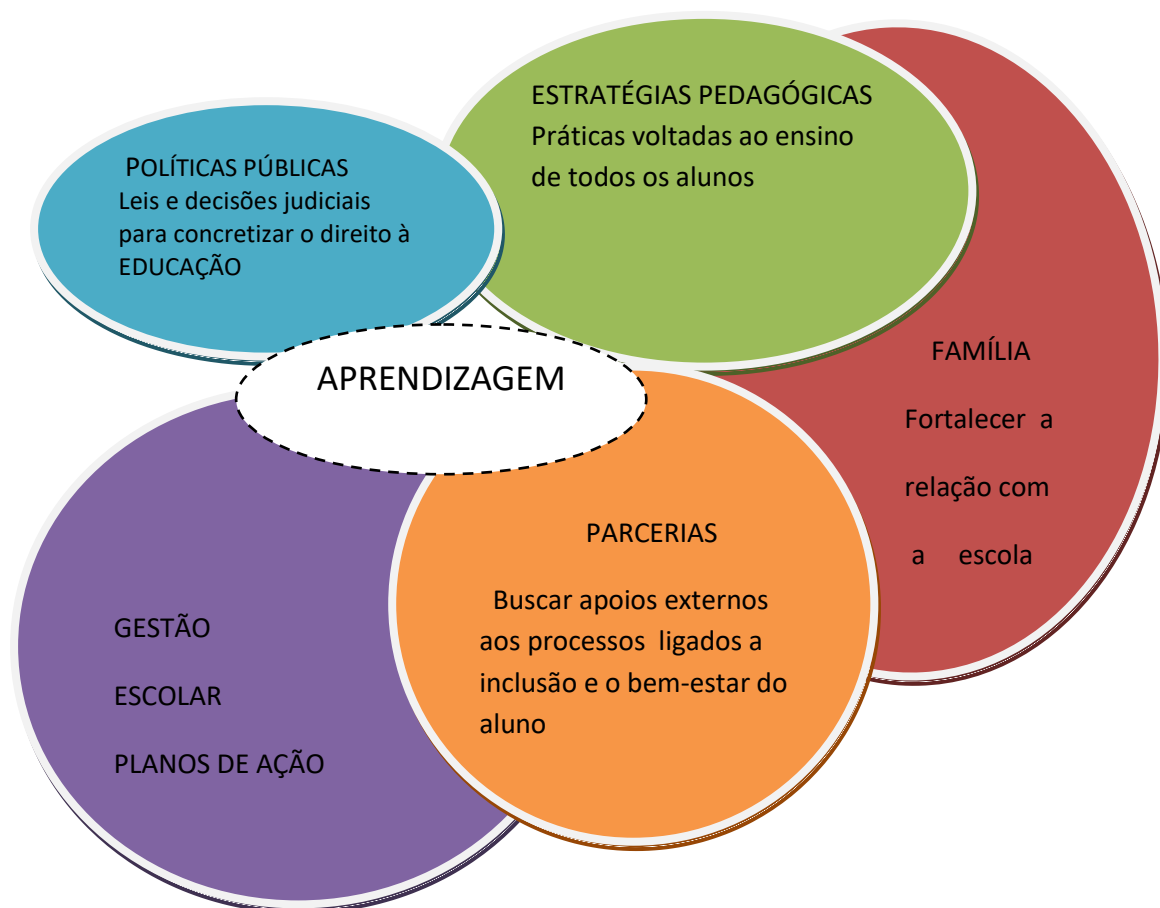 ESTRATÉGIAS PEDAGÓGICAS
Práticas voltadas ao ensino
de todos os alunos
POLÍTICAS PÚBLICAS
Leis e decisões judiciais
para concretizar o direito à
EDUCAÇÃO
APRENDIZAGEM
FAMÍLIA
Fortalecer a
relação com
a escola
PARCERIAS
Buscar apoios externos
aos processos ligados a
inclusão e o bem-estar do
aluno
GESTÃO
ESCOLAR
PLANOS DE AÇÃO